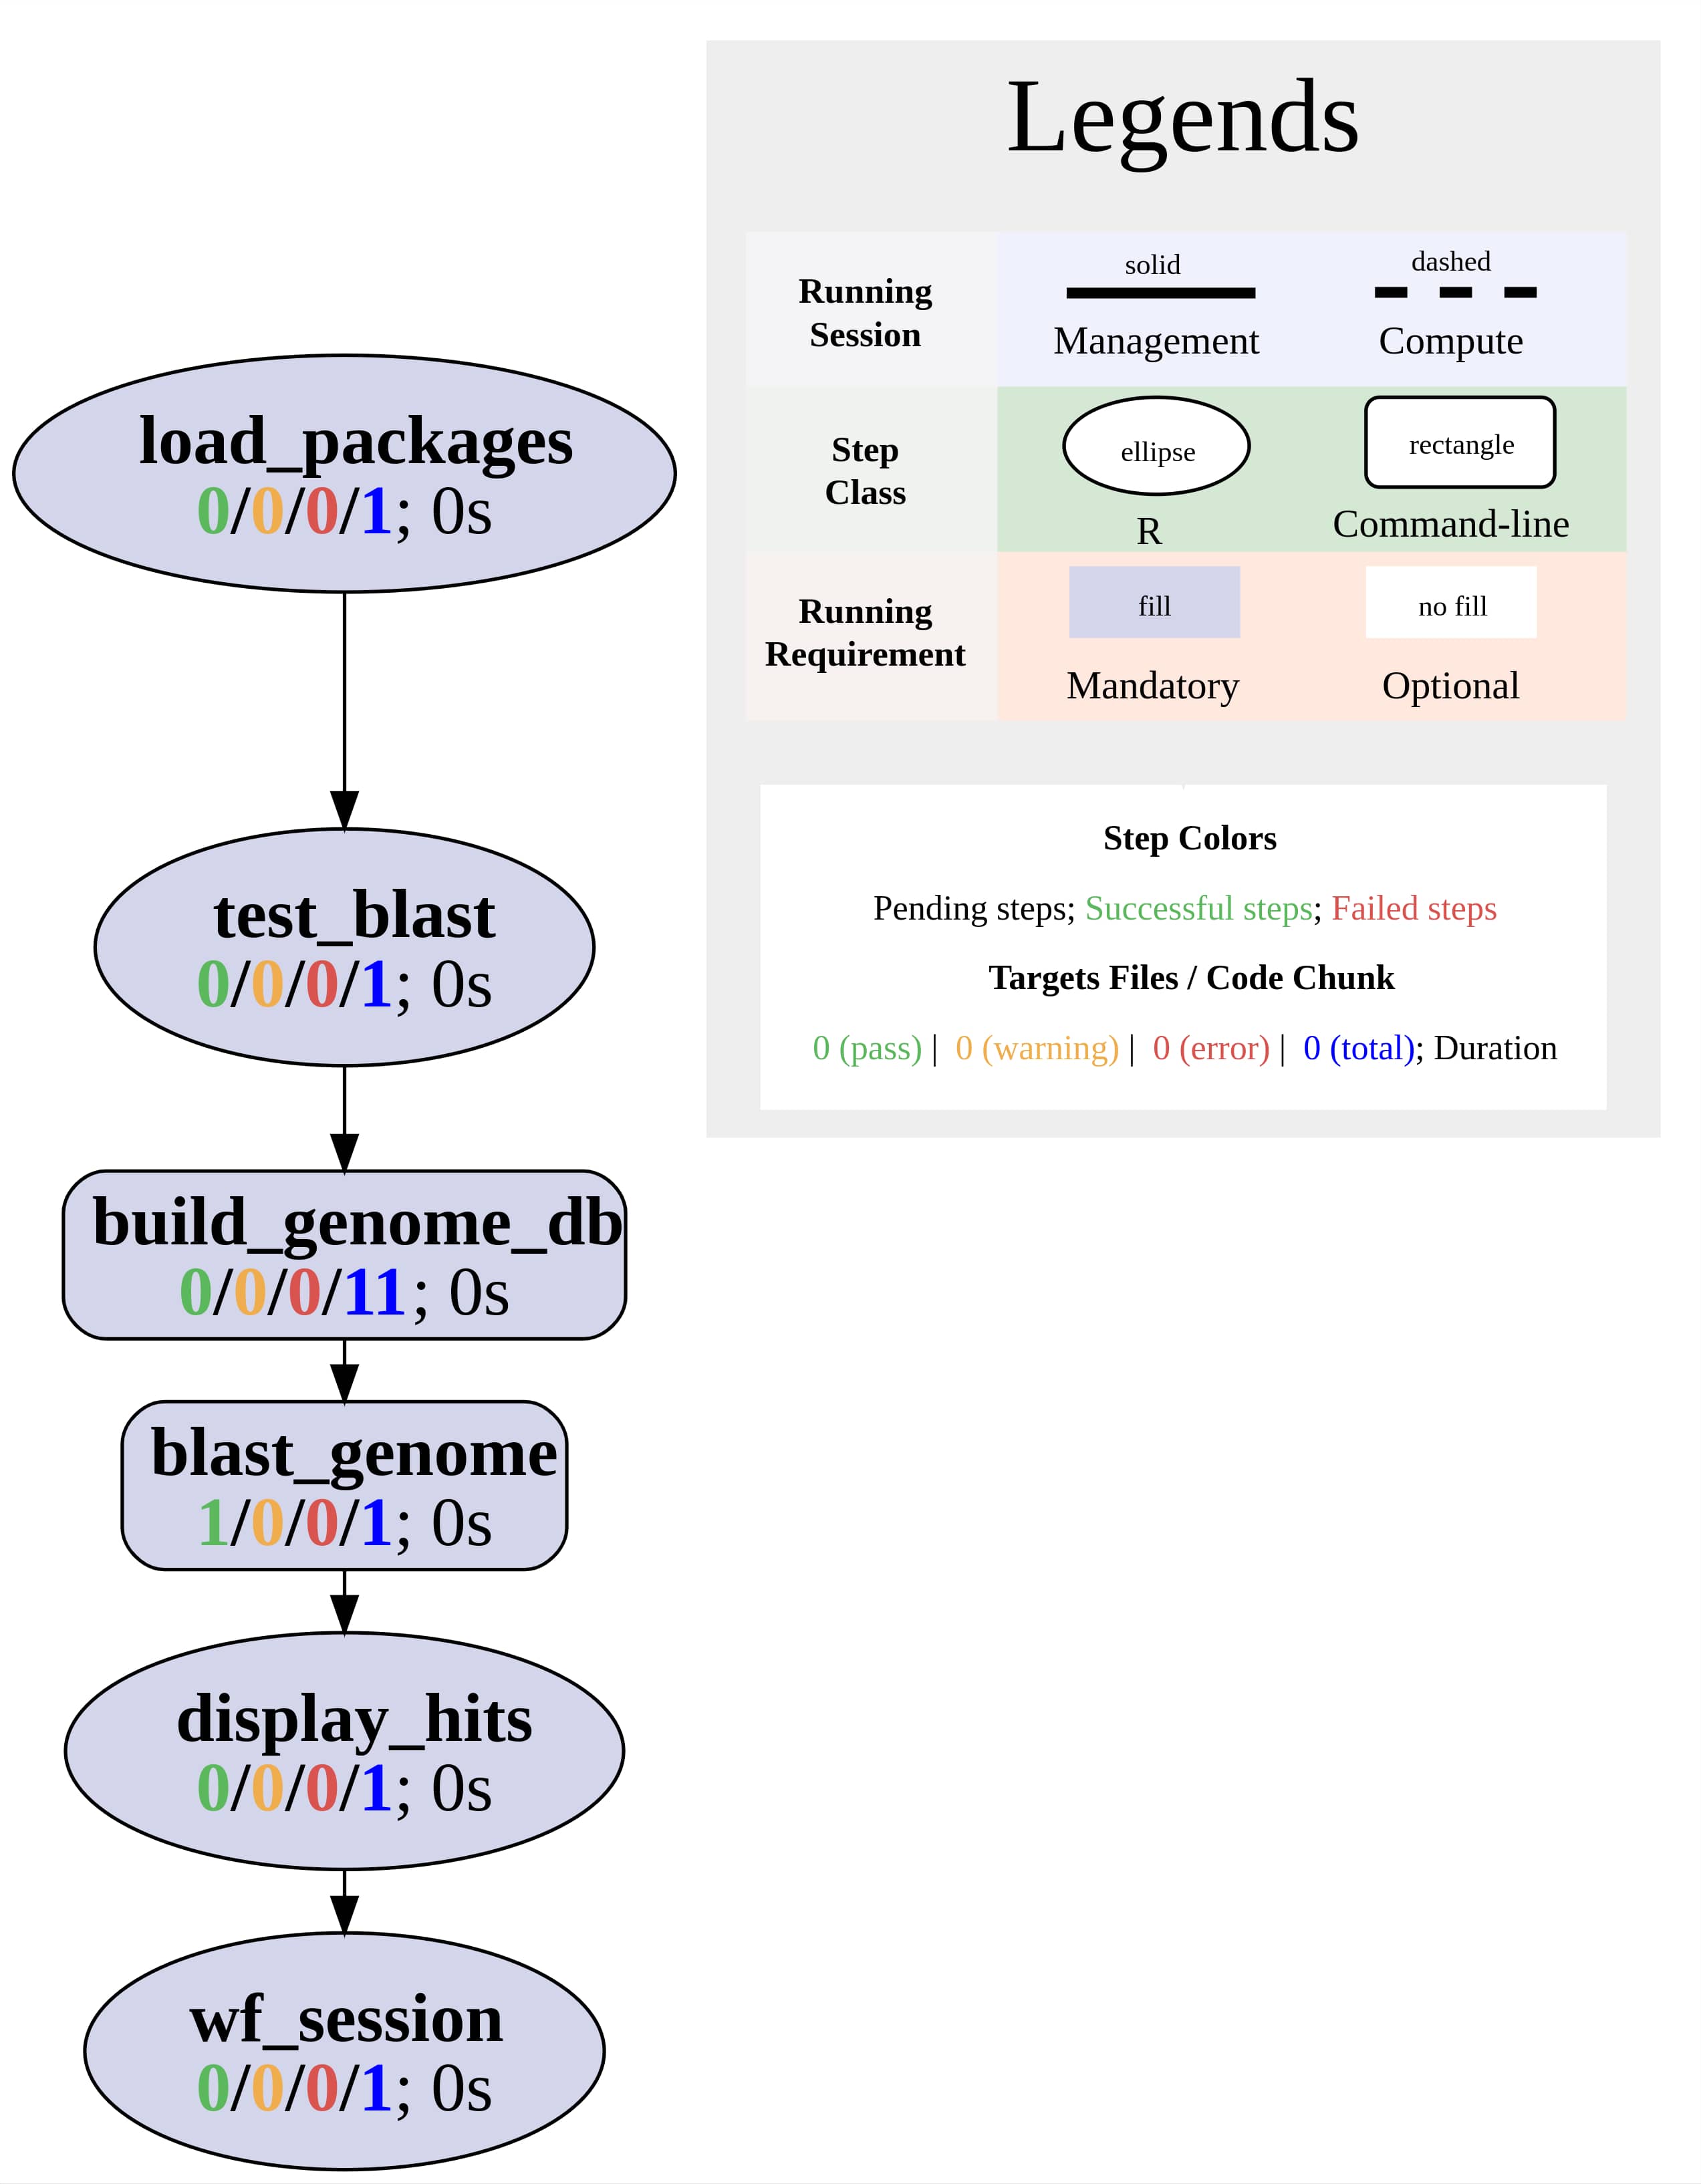 load_packages
0/0/0/1; 0s
test_blast
0/0/0/1; 0s
build_genome_db
0/0/0/11; 0s
blast_genome
1/0/0/1; 0s
display_hits
0/0/0/1; 0s
wf_session
0/0/0/1; 0s
Legends
Running
Session
solid
Management
dashed
Compute
Step
Class
ellipse
R
rectangle
Command-line
Running
Requirement
fill
Mandatory
no fill
Optional
Step Colors
Pending steps; Successful steps; Failed steps
Targets Files / Code Chunk
0 (pass) | 0 (warning) | 0 (error) | 0 (total); Duration